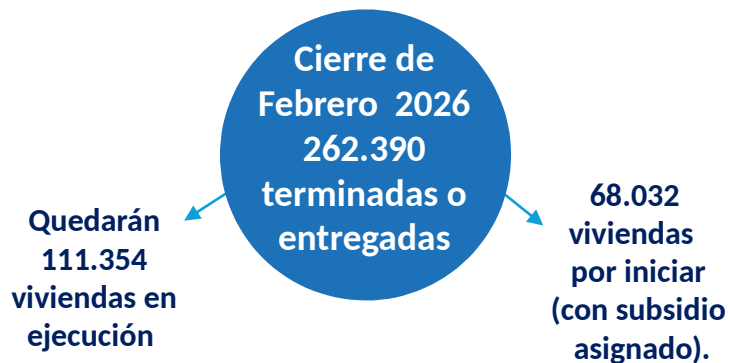 Cierre de
Febrero 2026
262.390
terminadas o
entregadas
Quedarán
111.354
viviendas en
ejecución
68.032
viviendas
por iniciar
(con subsidio
asignado).